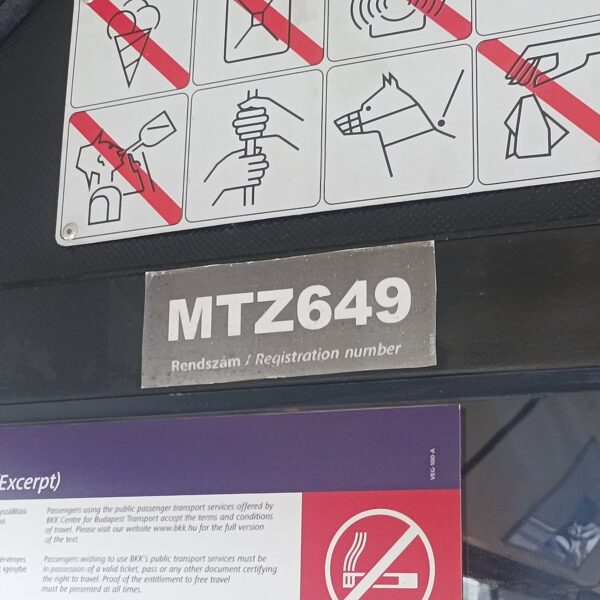 MTZ649
Rendszám / Registration number
VEG-100-A
Excerpt)
Passengers using the public passenger transport services offered by
BKK Centre for Budapest Transport accept the terms and conditions
of travel. Please visit our website www.bkk.hu for the full version
of the text.
Passengers wishing to use BKK's public transport services must be
in possession of a valid ticket, pass or any other document certifying
the right to travel. Proof of the entitlement to free travel
must be presented at all times.